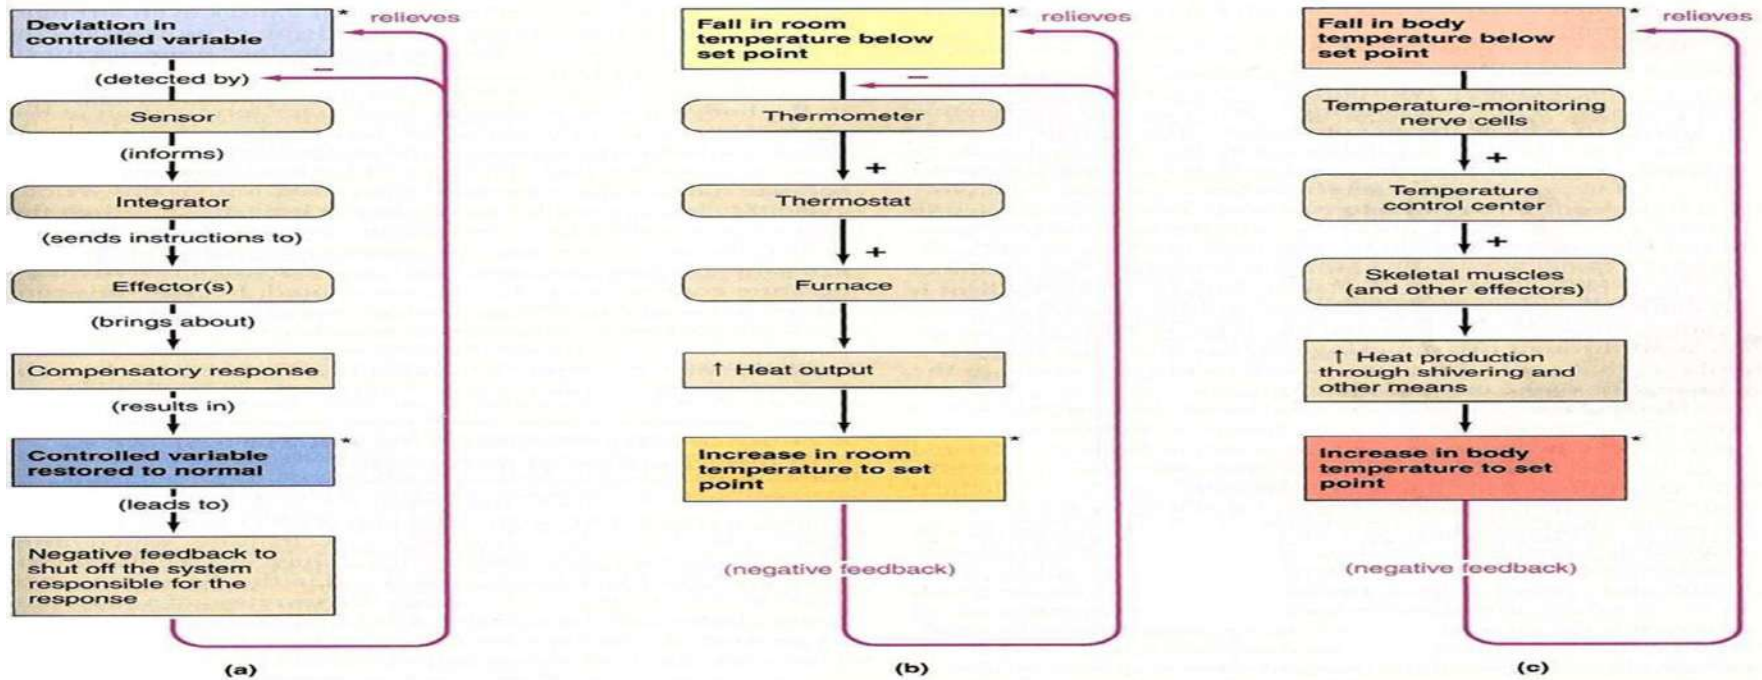 Deviation in
controlled variable
*
relieves
(detected by)
−
Sensor
(informs)
Integrator
(sends instructions to)
Effector(s)
(brings about)
Compensatory response
(results in)
Controlled variable
restored to normal
*
(leads to)
Negative feedback to
shut off the system
responsible for the
response
(a)
Fall in room
temperature below
set point
*
relieves
−
Thermometer
+
Thermostat
+
Furnace
↑ Heat output
Increase in room
temperature to set
point
*
(negative feedback)
(b)
Fall in body
temperature below
set point
*
relieves
Temperature-monitoring
nerve cells
+
Temperature
control center
+
Skeletal muscles
(and other effectors)
↑ Heat production
through shivering and
other means
Increase in body
temperature to set
point
*
(negative feedback)
(c)